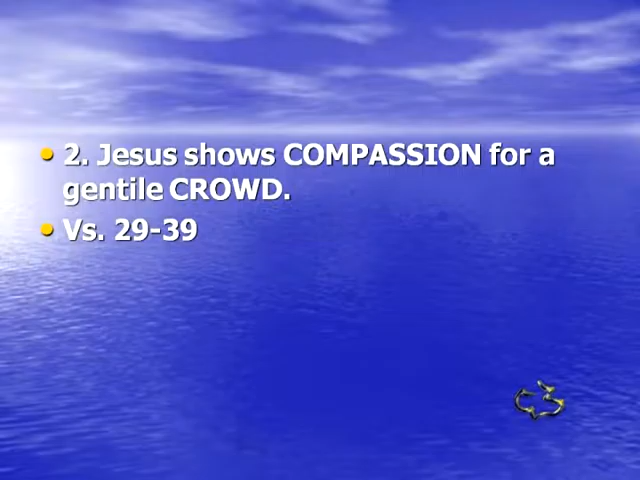 • 2. Jesus shows COMPASSION for a
gentile CROWD.
• Vs. 29-39